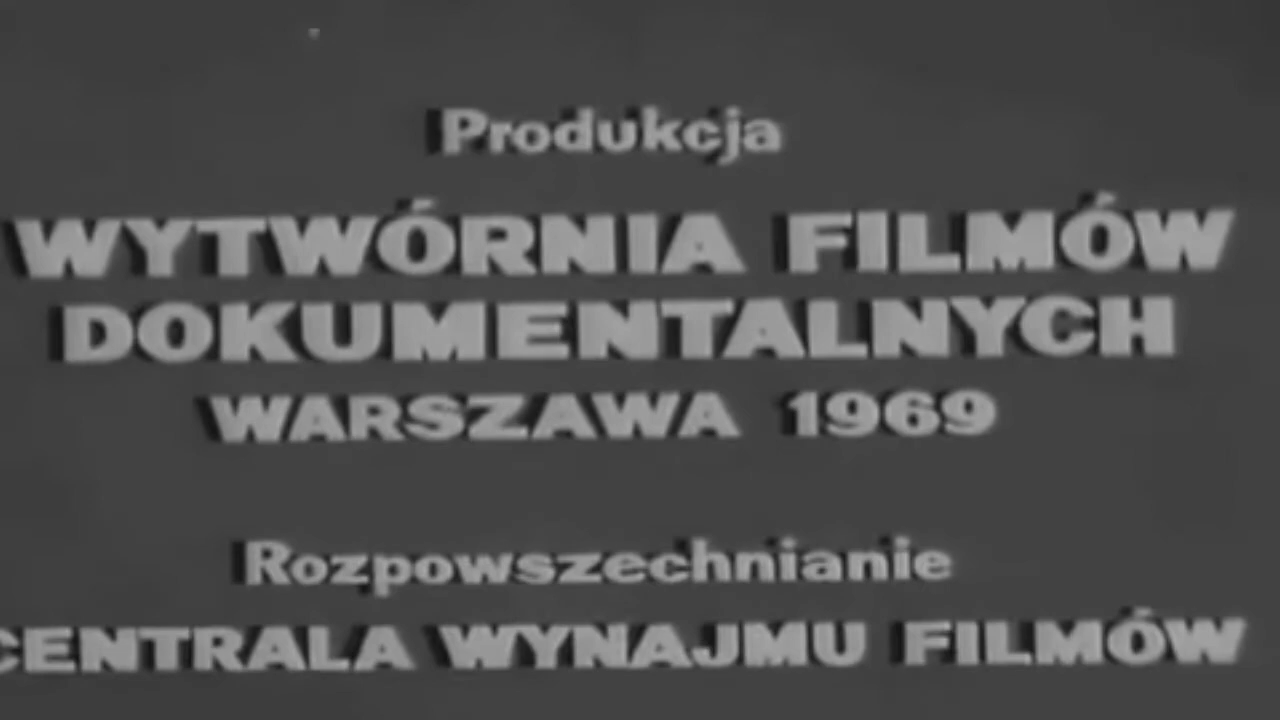 Produkcja
WYTWÓRNIA FILMÓW
DOKUMENTALNYCH
WARSZAWA 1969
Rozpowszechnianie
CENTRALA WYNAJMU FILMÓW